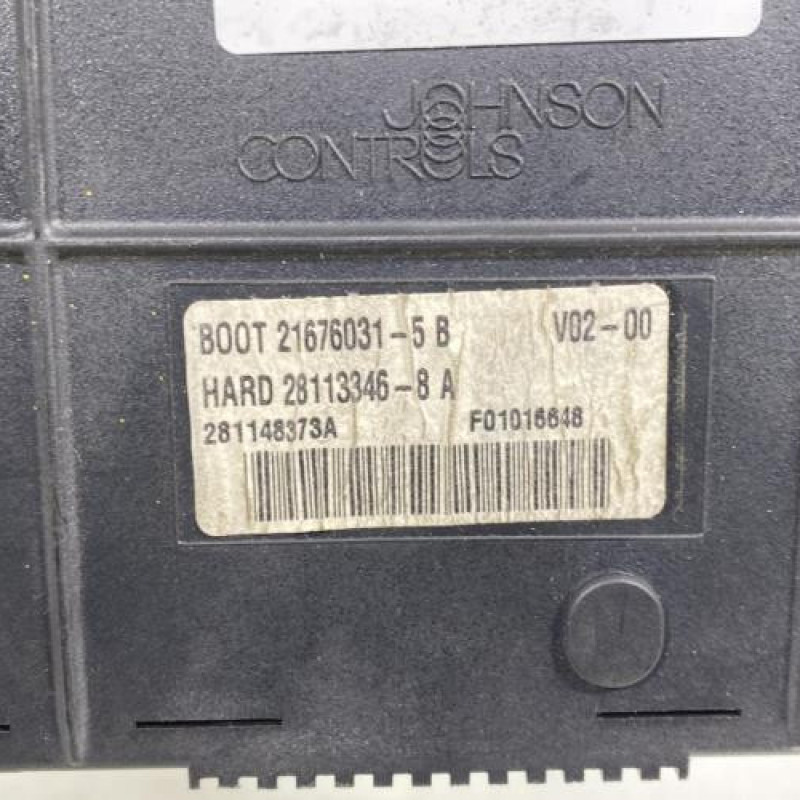 JOHNSON
CONTROLS
BOOT 21676031-5 B V02-00
HARD 28113346-8 A
281148373A F01016648